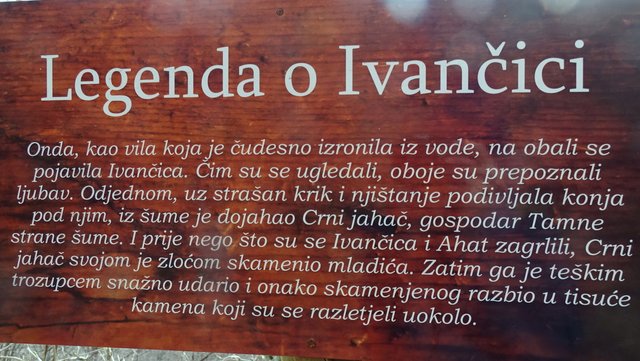 Legenda o Ivančici
Onda, kao vila koja je čudesno izronila iz vode, na obali se
pojavila Ivančica. Čim su se ugledali, oboje su prepoznali
ljubav. Odjednom, uz strašan krik i njištanje podivljala konja
pod njim, iz šume je dojahao Crni jahač, gospodar Tamne
strane šume. I prije nego što su se Ivančica i Ahat zagrlili, Crni
jahač svojom je zloćom skamenio mladića. Zatim ga je teškim
trozupcem snažno udario i onako skamenjenog razbio u tisuće
kamena koji su se razletjeli uokolo.